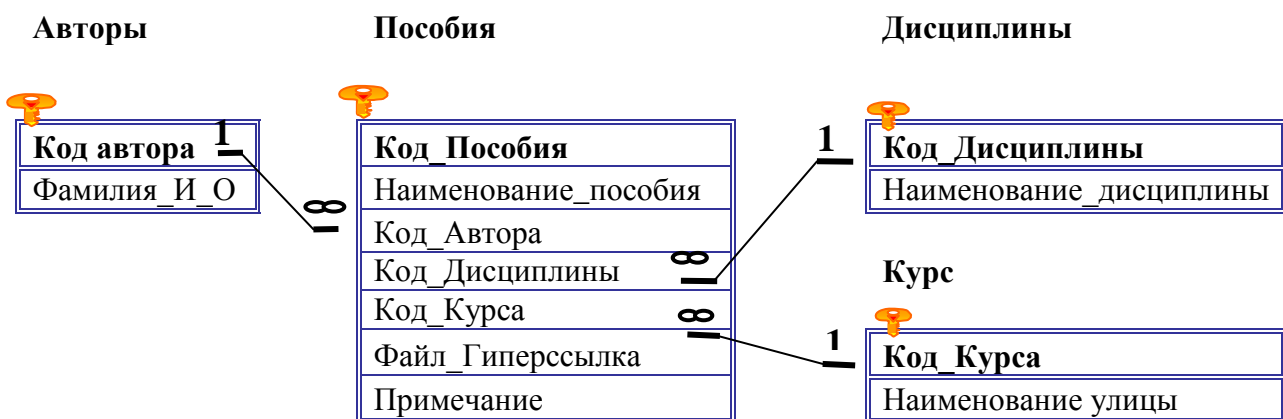 Авторы
Пособия
Дисциплины
Код автора 1
Фамилия_И_О
∞
Код_Пособия
Наименование_пособия
Код_Автора
Код_Дисциплины ∞
Код_Курса ∞
Файл_Гиперссылка
Примечание
1 Код_Дисциплины
Наименование_дисциплины
Курс
1 Код_Курса
Наименование улицы